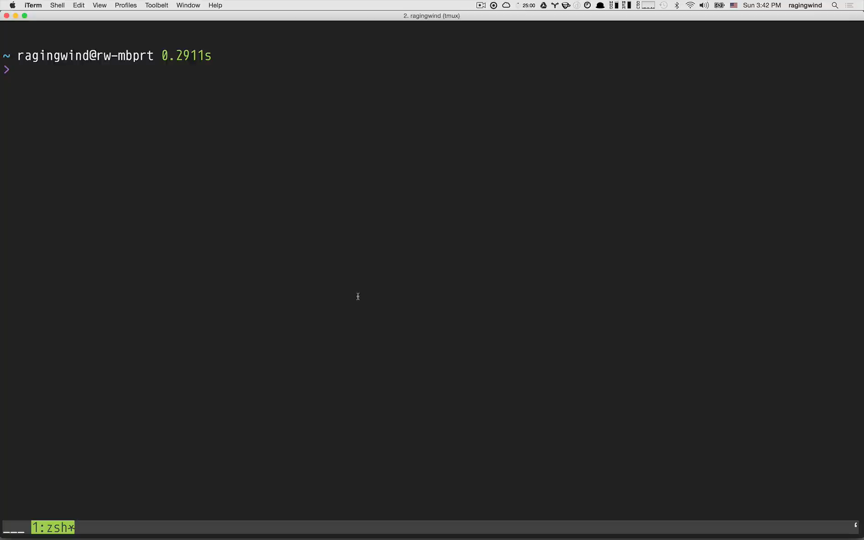 iTerm Shell Edit View Profiles Toolbelt Window Help 25:00 Sun 3:42 PM ragingwind
2. ragingwind (tmux)
~ ragingwind@rw-mbprt 0.2911s
>
___ 1:zsh*